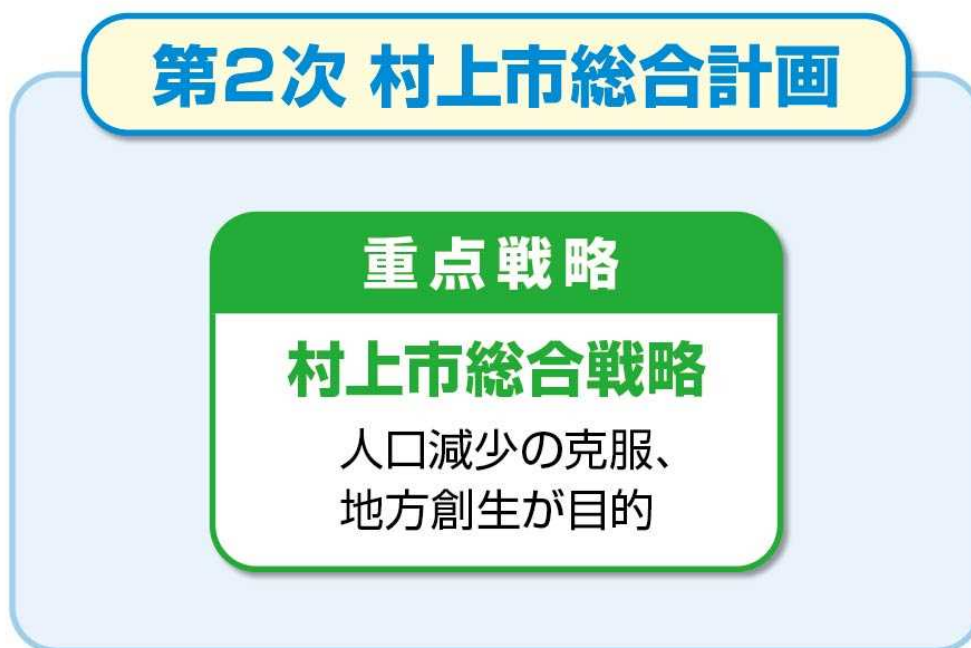 第2次 村上市総合計画
重点戦略
村上市総合戦略
人口減少の克服、
地方創生が目的